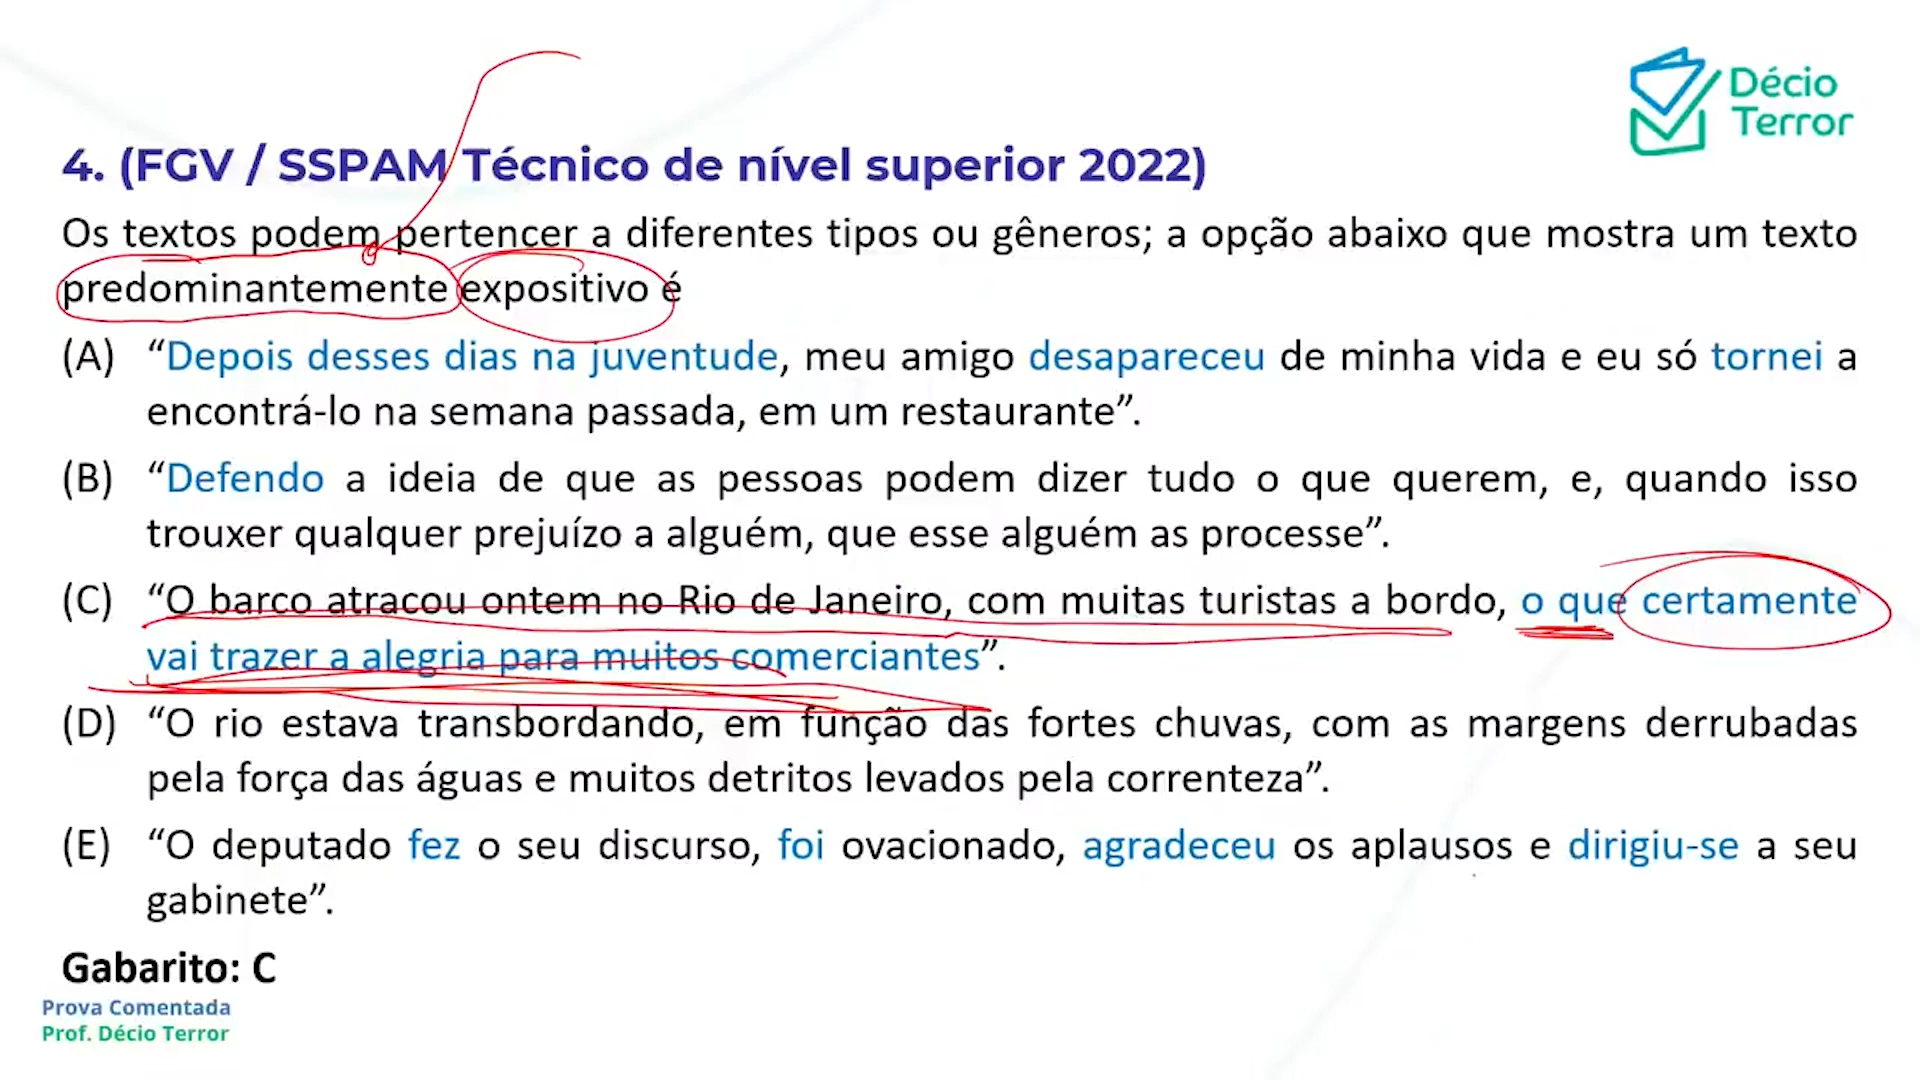 Décio
Terror
4. (FGV / SSPAM Técnico de nível superior 2022)
Os textos podem pertencer a diferentes tipos ou gêneros; a opção abaixo que mostra um texto
predominantemente expositivo é
(A) “Depois desses dias na juventude, meu amigo desapareceu de minha vida e eu só tornei a
encontrá-lo na semana passada, em um restaurante”.
(B) “Defendo a ideia de que as pessoas podem dizer tudo o que querem, e, quando isso
trouxer qualquer prejuízo a alguém, que esse alguém as processe”.
(C) “O barco atracou ontem no Rio de Janeiro, com muitas turistas a bordo, o que certamente
vai trazer a alegria para muitos comerciantes”.
(D) “O rio estava transbordando, em função das fortes chuvas, com as margens derrubadas
pela força das águas e muitos detritos levados pela correnteza”.
(E) “O deputado fez o seu discurso, foi ovacionado, agradeceu os aplausos e dirigiu-se a seu
gabinete”.
Gabarito: C
Prova Comentada
Prof. Décio Terror